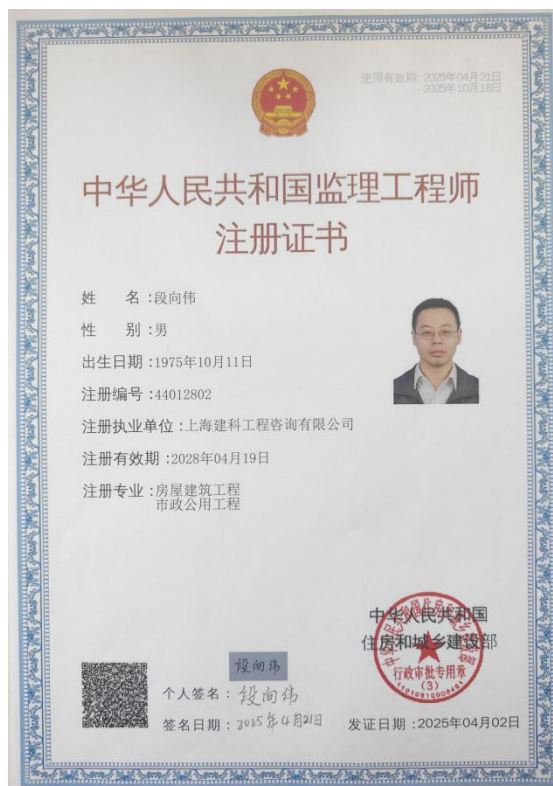 使用有效期: 2025年04月21日
- 2025年10月18日
中华人民共和国监理工程师
注册证书
姓 名:段向伟
性 别:男
出生日期:1975年10月11日
注册编号:44012802
注册执业单位:上海建科工程咨询有限公司
注册有效期:2028年04月19日
注册专业:房屋建筑工程
市政公用工程
中华人民共和国
住房和城乡建设部
行政审批专用章
(3)
段向伟
个人签名:段向伟
签名日期:2025年4月21日
发证日期:2025年04月02日